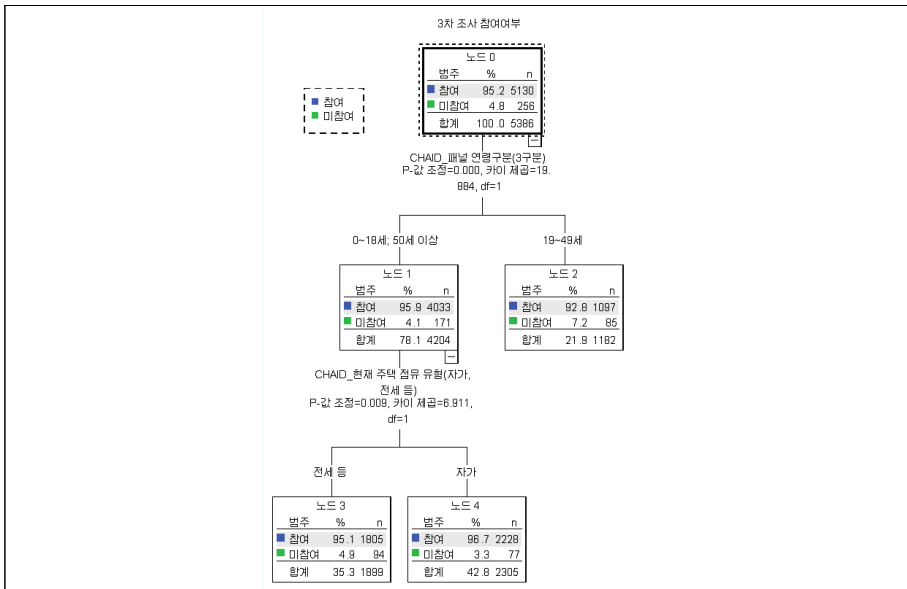 3차 조사 참여여부
노드 0
범주 % n
참여 95.2 5130
미참여 4.8 256
합계 100.0 5386
참여
미참여
CHAID_패널 연령구분(3구분)
P-값 조정=0.000, 카이 제곱=19.
884, df=1
0~18세; 50세 이상
19~49세
노드 1
범주 % n
참여 95.9 4033
미참여 4.1 171
합계 78.1 4204
노드 2
범주 % n
참여 92.8 1097
미참여 7.2 85
합계 21.9 1182
CHAID_현재 주택 점유 유형(자가,
전세 등)
P-값 조정=0.009, 카이 제곱=6.911,
df=1
전세 등
자가
노드 3
범주 % n
참여 95.1 1805
미참여 4.9 94
합계 35.3 1899
노드 4
범주 % n
참여 96.7 2228
미참여 3.3 77
합계 42.8 2305